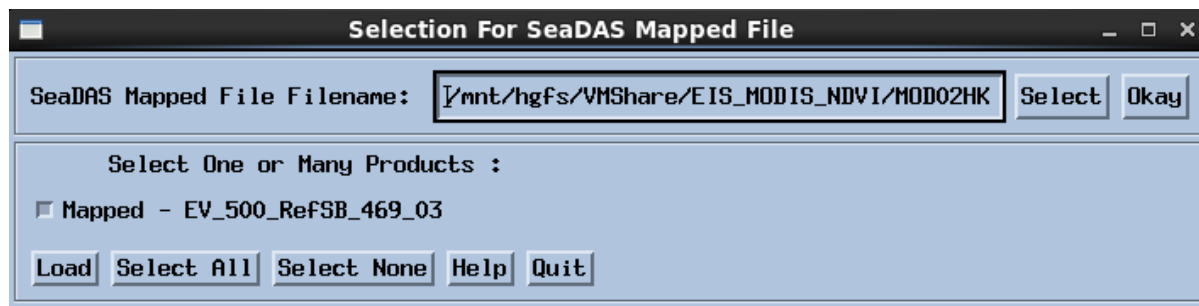 Selection For SeaDAS Mapped File
SeaDAS Mapped File Filename: /mnt/hgfs/VMShare/EIS_MODIS_NDVI/MOD02HK Select Okay
Select One or Many Products :
Mapped - EV_500_RefSB_469_03
Load Select All Select None Help Quit